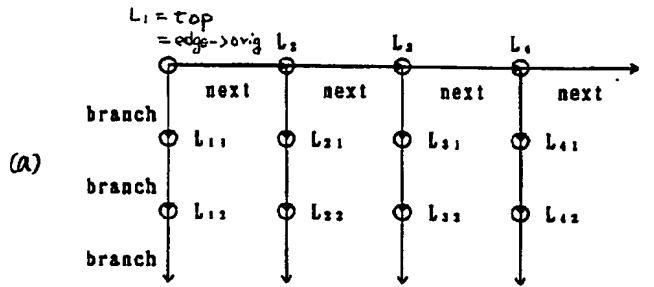 L₁ = top
= edge->orig L₂ L₃ L₄
next next next next
branch
L₁₁ L₂₁ L₃₁ L₄₁
(a)
branch
L₁₂ L₂₂ L₃₂ L₄₂
branch